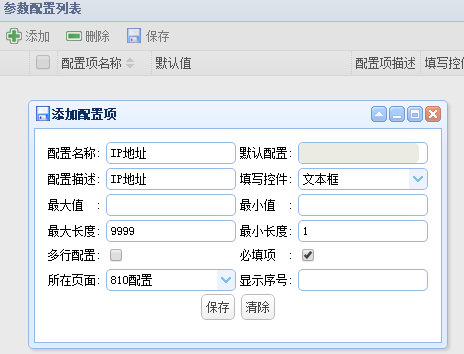 参数配置列表
添加 删除 保存
配置项名称 默认值 配置项描述 填写控件
添加配置项
配置名称: IP地址 默认配置:
配置描述: IP地址 填写控件: 文本框
最大值 : 最小值 :
最大长度: 9999 最小长度: 1
多行配置: 必填项 :
所在页面: 810配置 显示序号:
保存 清除